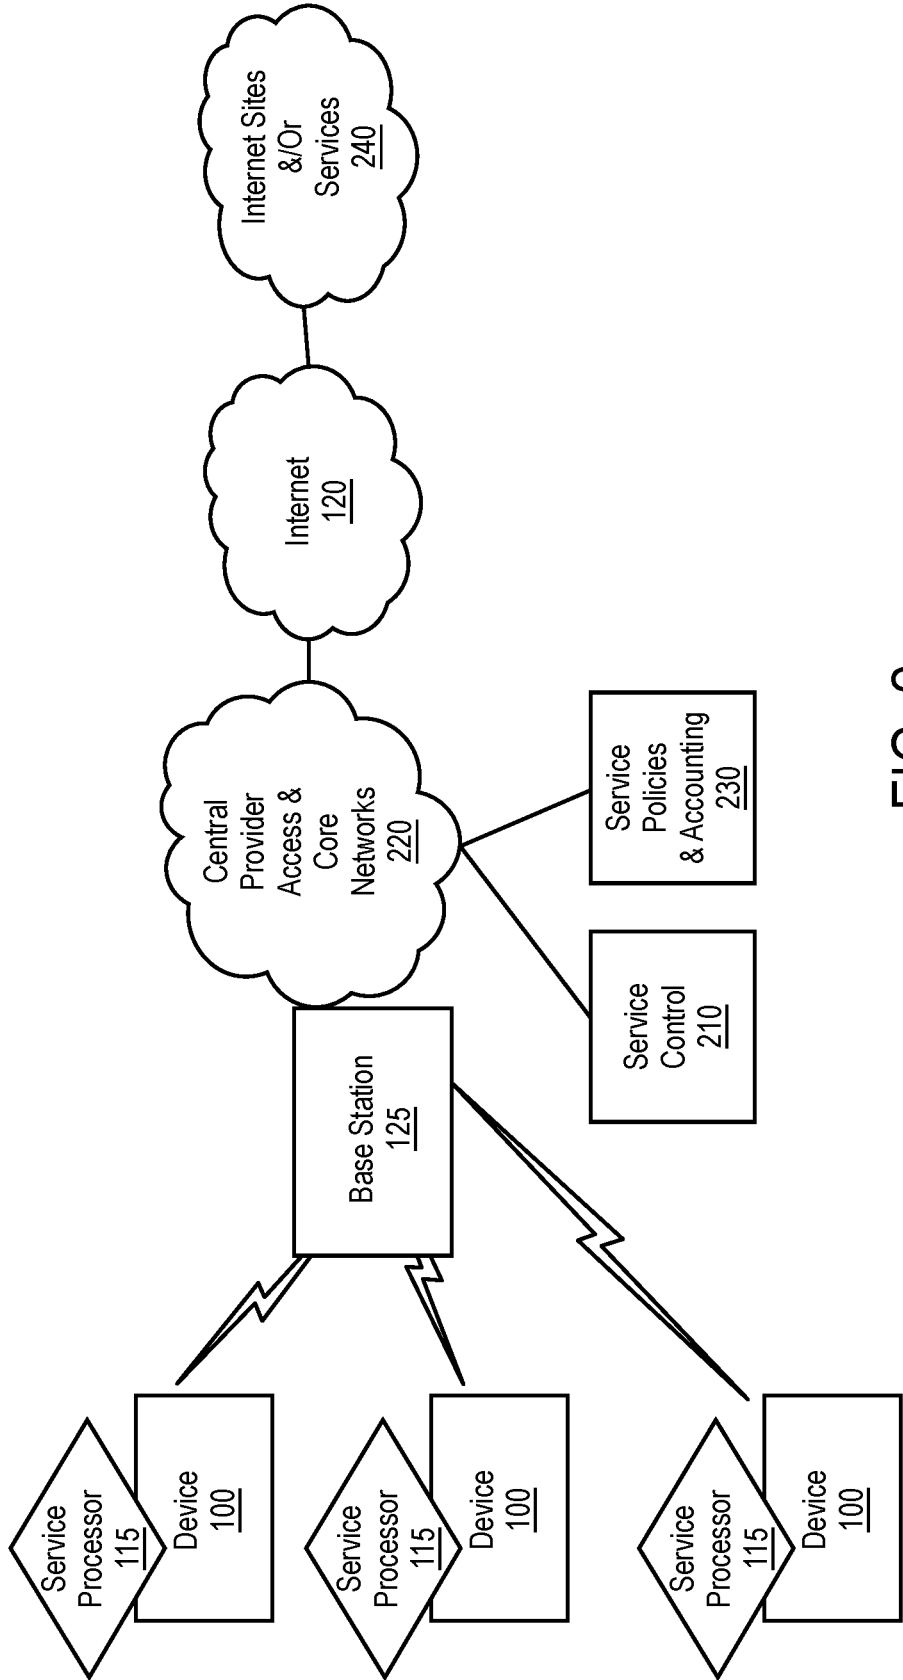 Service
Processor
115
Device
100
Service
Processor
115
Device
100
Service
Processor
115
Device
100
Base Station
125
Central
Provider
Access &
Core
Networks
220
Service
Control
210
Service
Policies
& Accounting
230
Internet
120
Internet Sites
&/Or
Services
240
FIG.